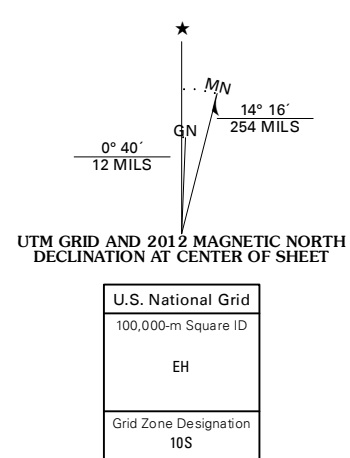 ★
MN
14° 16´
254 MILS
GN
0° 40´
12 MILS
UTM GRID AND 2012 MAGNETIC NORTH
DECLINATION AT CENTER OF SHEET
U.S. National Grid
100,000-m Square ID
EH
Grid Zone Designation
10S